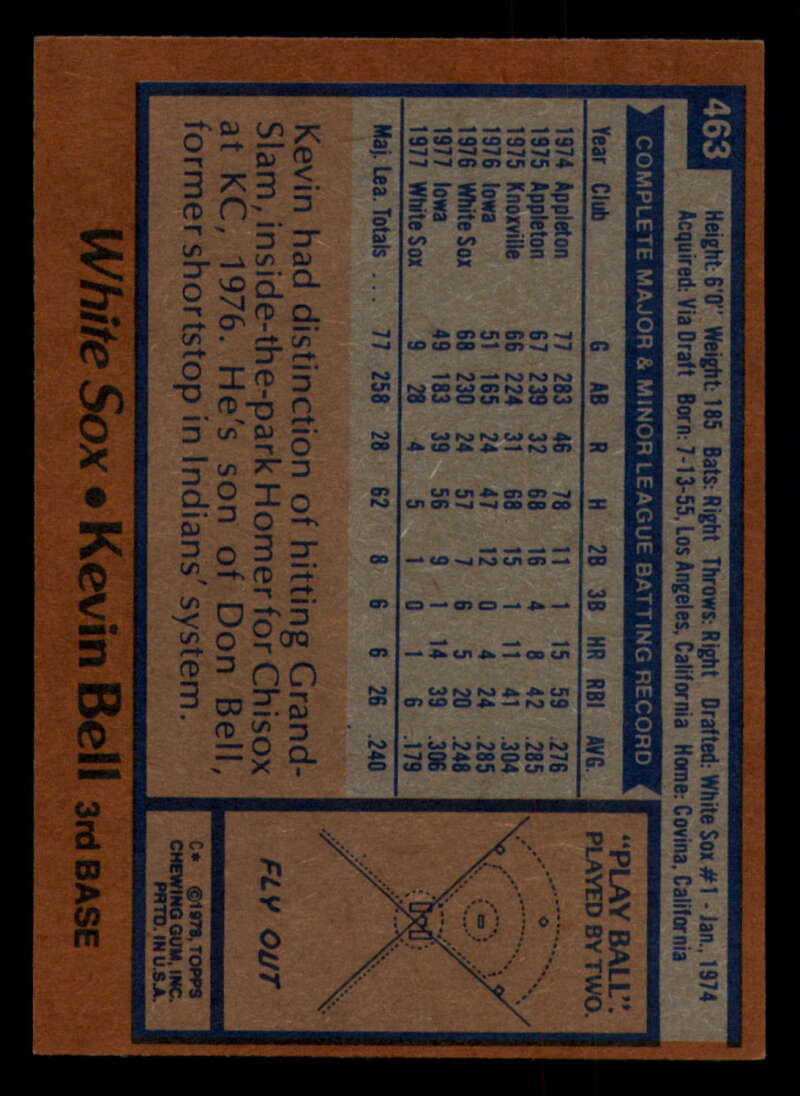 463
Height: 6'0" Weight: 185 Bats: Right Throws: Right Drafted: White Sox #1 - Jan., 1974
Acquired: Via Draft Born: 7-13-55, Los Angeles, California Home: Covina, California
COMPLETE MAJOR & MINOR LEAGUE BATTING RECORD
Year Club G AB R H 2B 3B HR RBI AVG.
1974 Appleton 77 283 46 78 11 1 15 59 .276
1975 Appleton 67 239 32 68 16 4 8 42 .285
1975 Knoxville 66 224 31 68 15 1 11 41 .304
1976 Iowa 51 165 24 47 12 0 4 24 .285
1976 White Sox 68 230 24 57 7 6 5 20 .248
1977 Iowa 49 183 39 56 9 1 14 39 .306
1977 White Sox 9 28 4 5 1 0 1 6 .179
Maj. Lea. Totals . . . 77 258 28 62 8 6 6 26 .240
Kevin had distinction of hitting Grand-
Slam, inside-the-park Homer for Chisox
at KC, 1976. He's son of Don Bell,
former shortstop in Indians' system.
"PLAY BALL".
PLAYED BY TWO.
FLY OUT
C* ©1978, TOPPS
CHEWING GUM, INC.
PRTD. IN U.S.A.
White Sox • Kevin Bell 3rd BASE